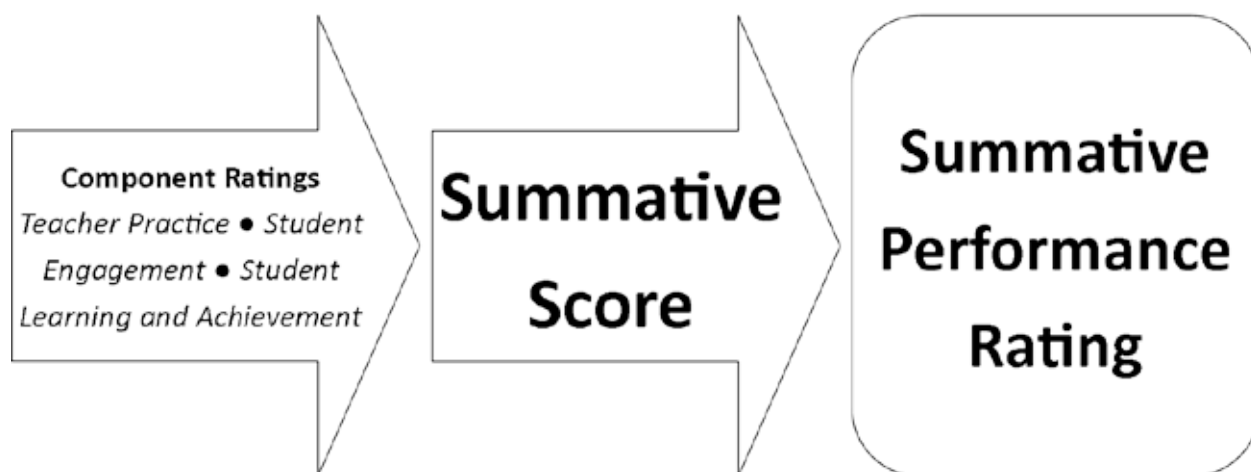 Component Ratings
Teacher Practice ● Student
Engagement ● Student
Learning and Achievement
Summative
Score
Summative
Performance
Rating